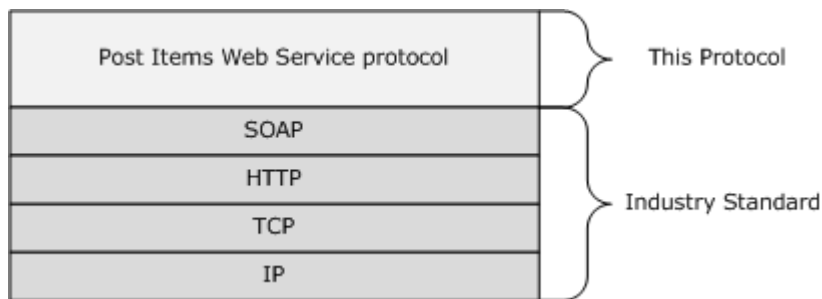 Post Items Web Service protocol
This Protocol
SOAP
HTTP
TCP
IP
Industry Standard